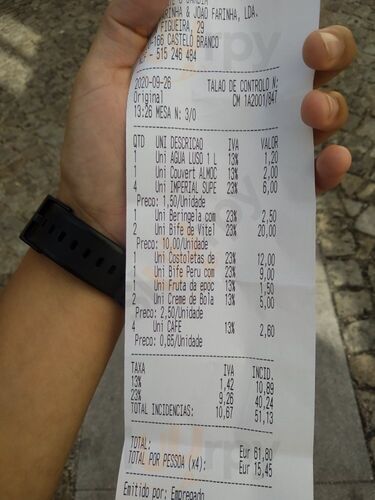 RINHA & JOÃO FARINHA, LDA.
FIGUEIRA, 29
-166 CASTELO BRANCO
- 515 246 484
2020-09-26 TALAO DE CONTROLO N:
Original CM 1A2001/847
13:26 MESA N: 3/0
QTD UNI DESCRICAO IVA VALOR
1 Uni AGUA LUSO 1 L 13% 1,20
1 Uni Couvert ALMOC 13% 2,00
4 Uni IMPERIAL SUPE 23% 6,00
Preco: 1,50/Unidade
1 Uni Beringela com 23% 2,50
2 Uni Bife de Vitel 23% 20,00
Preco: 10,00/Unidade
1 Uni Costoletas de 23% 12,00
1 Uni Bife Peru com 23% 9,00
1 Uni Fruta da epoc 13% 1,50
2 Uni Creme de Bola 13% 5,00
Preco: 2,50/Unidade
4 Uni CAFE 13% 2,60
Preco: 0,65/Unidade
TAXA IVA INCID.
13% 1,42 10,89
23% 9,26 40,24
TOTAL INCIDENCIAS: 10,67 51,13
TOTAL: Eur 61,80
TOTAL POR PESSOA (x4): Eur 15,45
Emitido por: Empregado